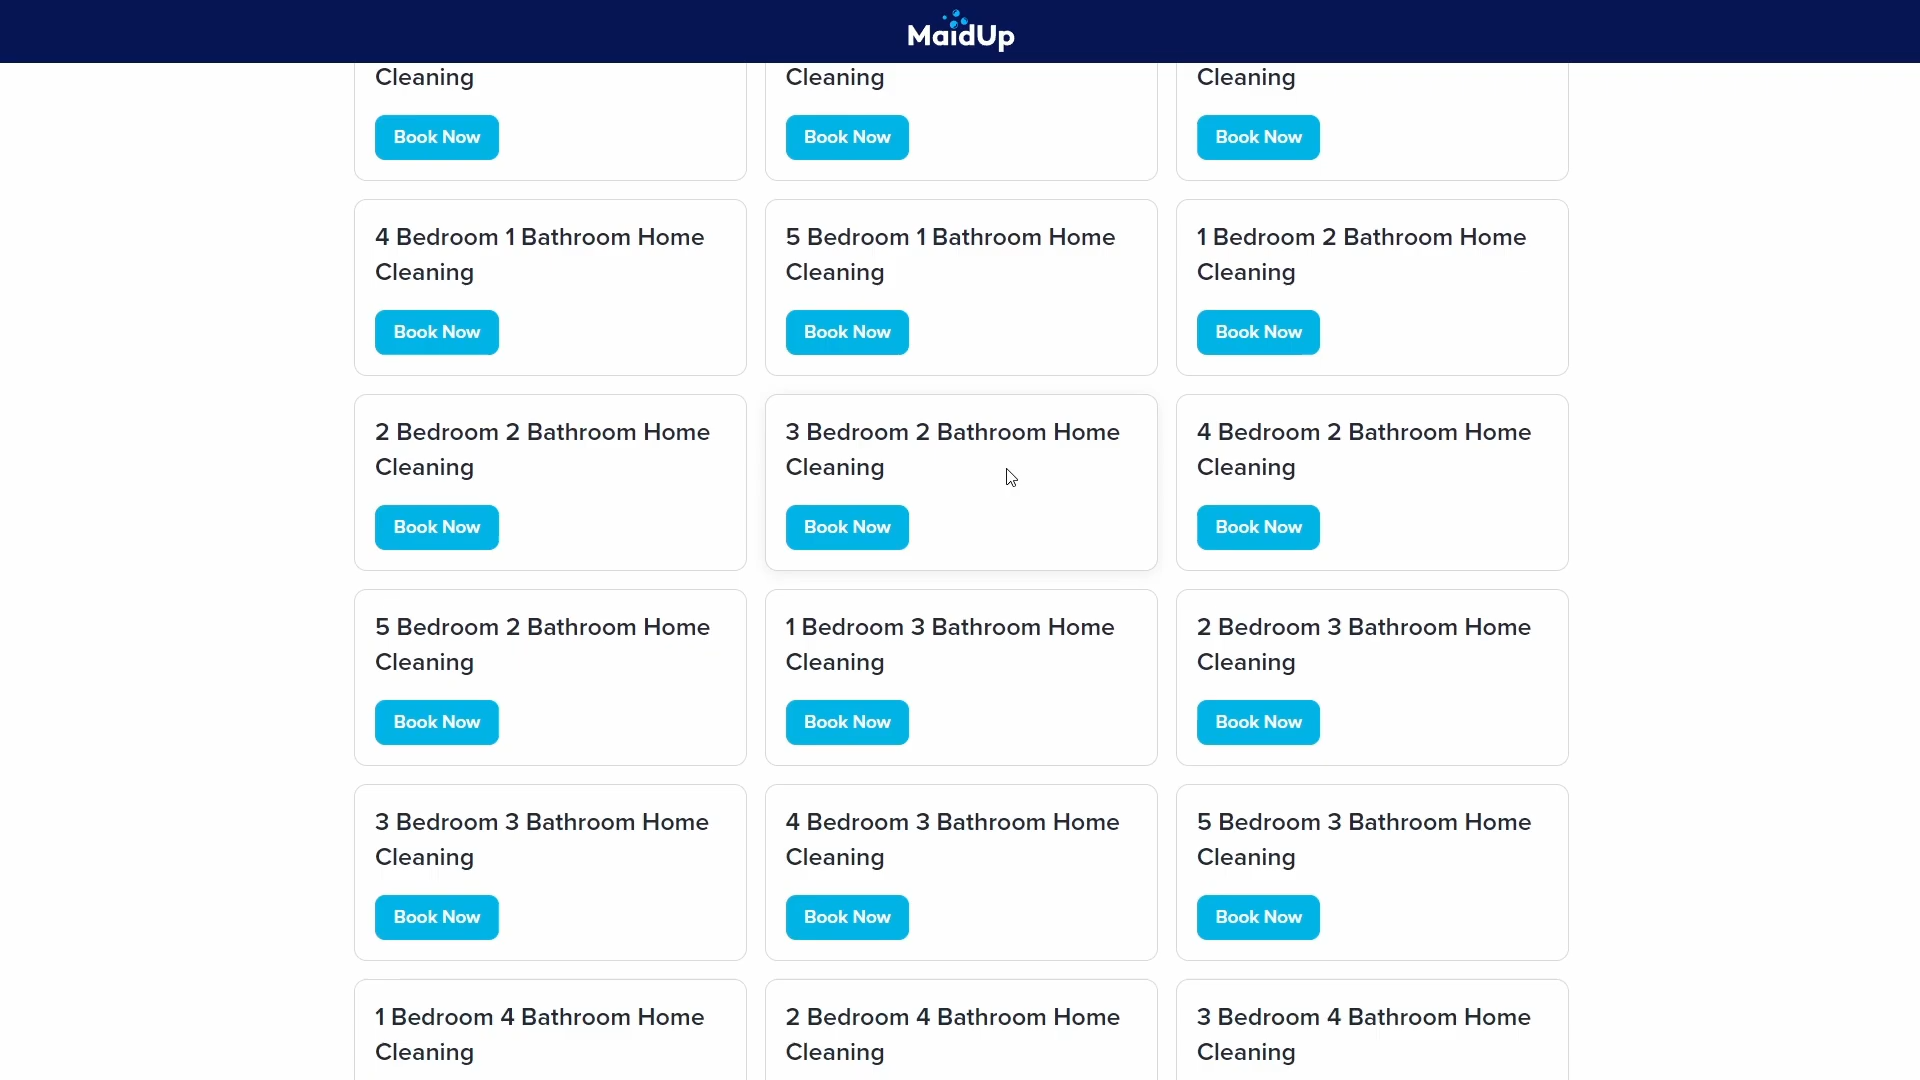 MaidUp
Cleaning
Book Now
Cleaning
Book Now
Cleaning
Book Now
4 Bedroom 1 Bathroom Home
Cleaning
Book Now
5 Bedroom 1 Bathroom Home
Cleaning
Book Now
1 Bedroom 2 Bathroom Home
Cleaning
Book Now
2 Bedroom 2 Bathroom Home
Cleaning
Book Now
3 Bedroom 2 Bathroom Home
Cleaning
Book Now
4 Bedroom 2 Bathroom Home
Cleaning
Book Now
5 Bedroom 2 Bathroom Home
Cleaning
Book Now
1 Bedroom 3 Bathroom Home
Cleaning
Book Now
2 Bedroom 3 Bathroom Home
Cleaning
Book Now
3 Bedroom 3 Bathroom Home
Cleaning
Book Now
4 Bedroom 3 Bathroom Home
Cleaning
Book Now
5 Bedroom 3 Bathroom Home
Cleaning
Book Now
1 Bedroom 4 Bathroom Home
Cleaning
2 Bedroom 4 Bathroom Home
Cleaning
3 Bedroom 4 Bathroom Home
Cleaning